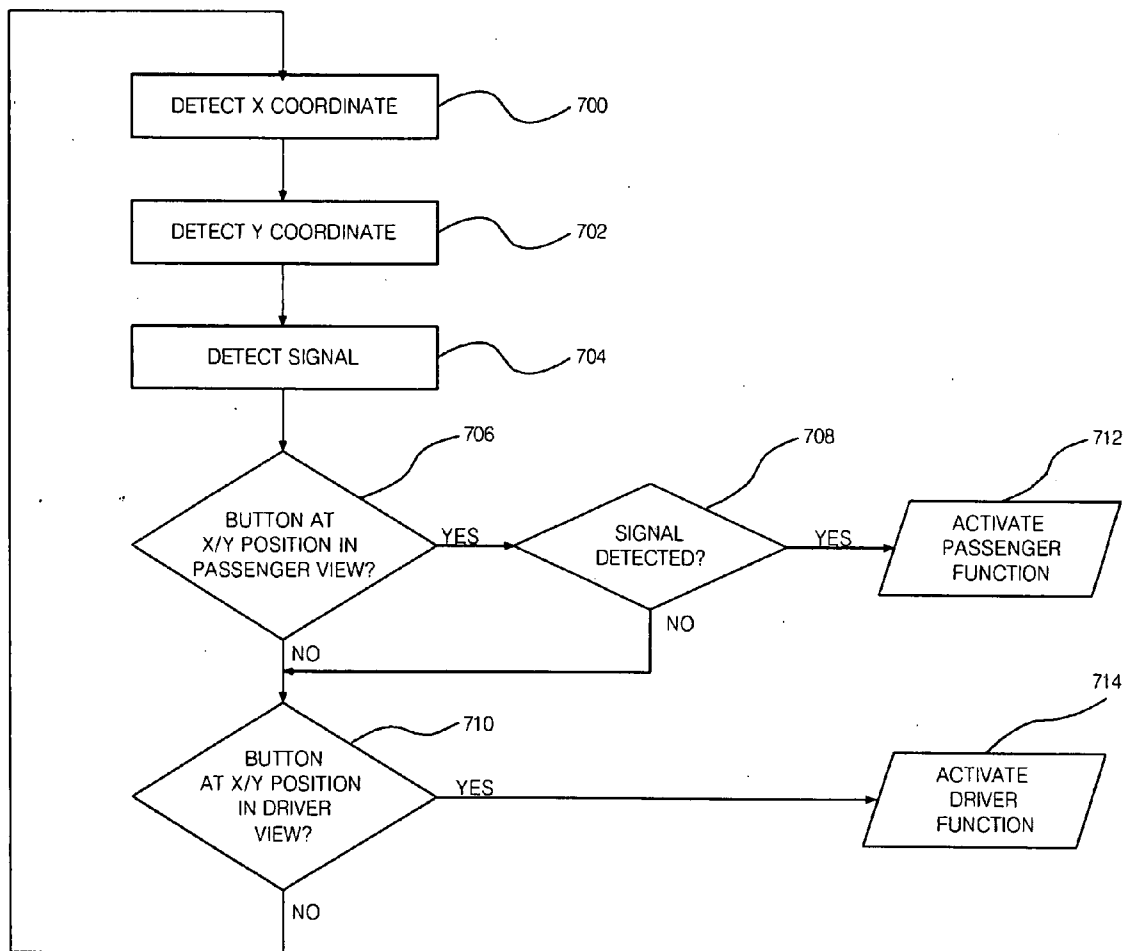 DETECT X COORDINATE
700
DETECT Y COORDINATE
702
DETECT SIGNAL
704
706
708
712
BUTTON AT
X/Y POSITION IN
PASSENGER VIEW?
YES
SIGNAL
DETECTED?
YES
ACTIVATE
PASSENGER
FUNCTION
NO
NO
710
714
BUTTON
AT X/Y POSITION
IN DRIVER
VIEW?
YES
ACTIVATE
DRIVER
FUNCTION
NO